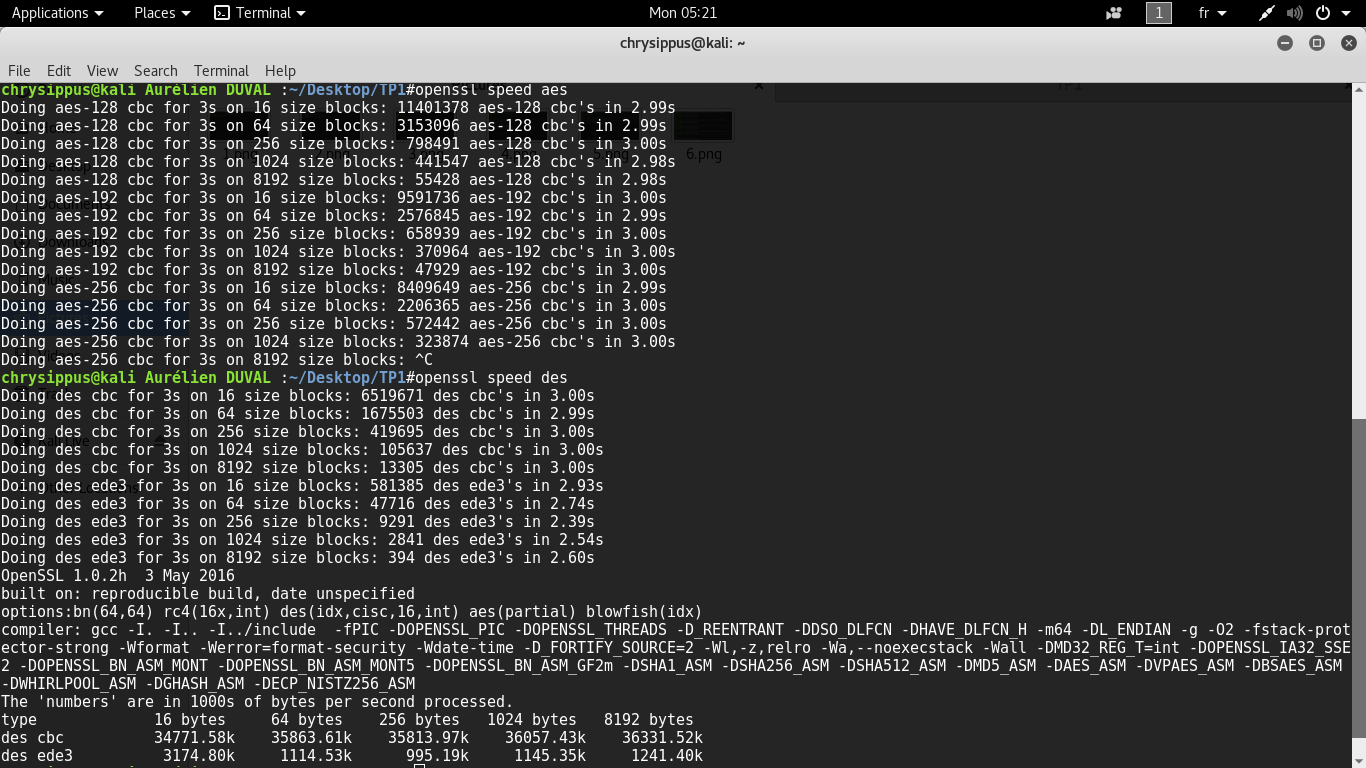 Applications Places Terminal Mon 05:21 1 fr
chrysippus@kali: ~
File Edit View Search Terminal Help
chrysippus@kali Aurélien DUVAL :~/Desktop/TP1#openssl speed aes
Doing aes-128 cbc for 3s on 16 size blocks: 11401378 aes-128 cbc's in 2.99s
Doing aes-128 cbc for 3s on 64 size blocks: 3153096 aes-128 cbc's in 2.99s
Doing aes-128 cbc for 3s on 256 size blocks: 798491 aes-128 cbc's in 3.00s
Doing aes-128 cbc for 3s on 1024 size blocks: 441547 aes-128 cbc's in 2.98s
Doing aes-128 cbc for 3s on 8192 size blocks: 55428 aes-128 cbc's in 2.98s
Doing aes-192 cbc for 3s on 16 size blocks: 9591736 aes-192 cbc's in 3.00s
Doing aes-192 cbc for 3s on 64 size blocks: 2576845 aes-192 cbc's in 2.99s
Doing aes-192 cbc for 3s on 256 size blocks: 658939 aes-192 cbc's in 3.00s
Doing aes-192 cbc for 3s on 1024 size blocks: 370964 aes-192 cbc's in 3.00s
Doing aes-192 cbc for 3s on 8192 size blocks: 47929 aes-192 cbc's in 3.00s
Doing aes-256 cbc for 3s on 16 size blocks: 8409649 aes-256 cbc's in 2.99s
Doing aes-256 cbc for 3s on 64 size blocks: 2206365 aes-256 cbc's in 3.00s
Doing aes-256 cbc for 3s on 256 size blocks: 572442 aes-256 cbc's in 3.00s
Doing aes-256 cbc for 3s on 1024 size blocks: 323874 aes-256 cbc's in 3.00s
Doing aes-256 cbc for 3s on 8192 size blocks: ^C
chrysippus@kali Aurélien DUVAL :~/Desktop/TP1#openssl speed des
Doing des cbc for 3s on 16 size blocks: 6519671 des cbc's in 3.00s
Doing des cbc for 3s on 64 size blocks: 1675503 des cbc's in 2.99s
Doing des cbc for 3s on 256 size blocks: 419695 des cbc's in 3.00s
Doing des cbc for 3s on 1024 size blocks: 105637 des cbc's in 3.00s
Doing des cbc for 3s on 8192 size blocks: 13305 des cbc's in 3.00s
Doing des ede3 for 3s on 16 size blocks: 581385 des ede3's in 2.93s
Doing des ede3 for 3s on 64 size blocks: 47716 des ede3's in 2.74s
Doing des ede3 for 3s on 256 size blocks: 9291 des ede3's in 2.39s
Doing des ede3 for 3s on 1024 size blocks: 2841 des ede3's in 2.54s
Doing des ede3 for 3s on 8192 size blocks: 394 des ede3's in 2.60s
OpenSSL 1.0.2h  3 May 2016
built on: reproducible build, date unspecified
options:bn(64,64) rc4(16x,int) des(idx,cisc,16,int) aes(partial) blowfish(idx)
compiler: gcc -I. -I.. -I../include  -fPIC -DOPENSSL_PIC -DOPENSSL_THREADS -D_REENTRANT -DDSO_DLFCN -DHAVE_DLFCN_H -m64 -DL_ENDIAN -g -O2 -fstack-prot
ector-strong -Wformat -Werror=format-security -Wdate-time -D_FORTIFY_SOURCE=2 -Wl,-z,relro -Wa,--noexecstack -Wall -DMD32_REG_T=int -DOPENSSL_IA32_SSE
2 -DOPENSSL_BN_ASM_MONT -DOPENSSL_BN_ASM_MONT5 -DOPENSSL_BN_ASM_GF2m -DSHA1_ASM -DSHA256_ASM -DSHA512_ASM -DMD5_ASM -DAES_ASM -DVPAES_ASM -DBSAES_ASM
-DWHIRLPOOL_ASM -DGHASH_ASM -DECP_NISTZ256_ASM
The 'numbers' are in 1000s of bytes per second processed.
type             16 bytes     64 bytes    256 bytes   1024 bytes   8192 bytes
des cbc          34771.58k    35863.61k    35813.97k    36057.43k    36331.52k
des ede3          3174.80k     1114.53k      995.19k     1145.35k     1241.40k
TP1
6.png